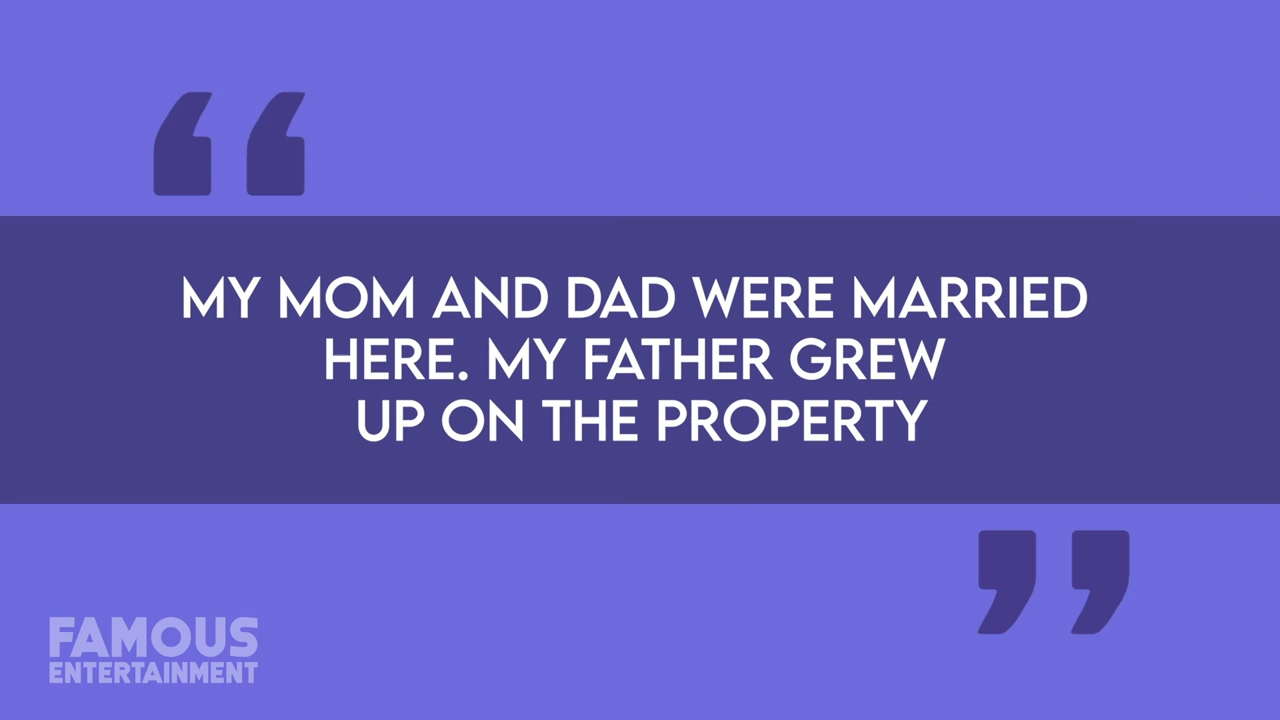 MY MOM AND DAD WERE MARRIED
HERE. MY FATHER GREW
UP ON THE PROPERTY
FAMOUS
ENTERTAINMENT